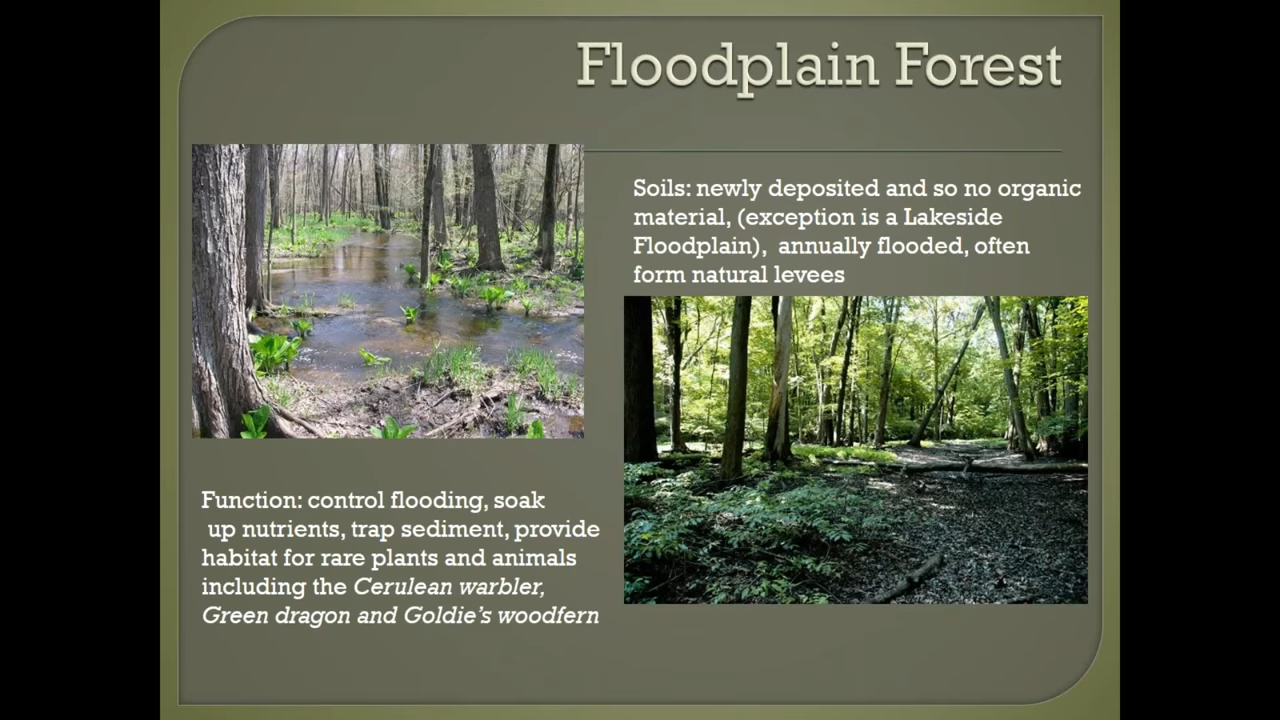 Floodplain Forest
Soils: newly deposited and so no organic
material, (exception is a Lakeside
Floodplain), annually flooded, often
form natural levees
Function: control flooding, soak
up nutrients, trap sediment, provide
habitat for rare plants and animals
including the Cerulean warbler,
Green dragon and Goldie's woodfern